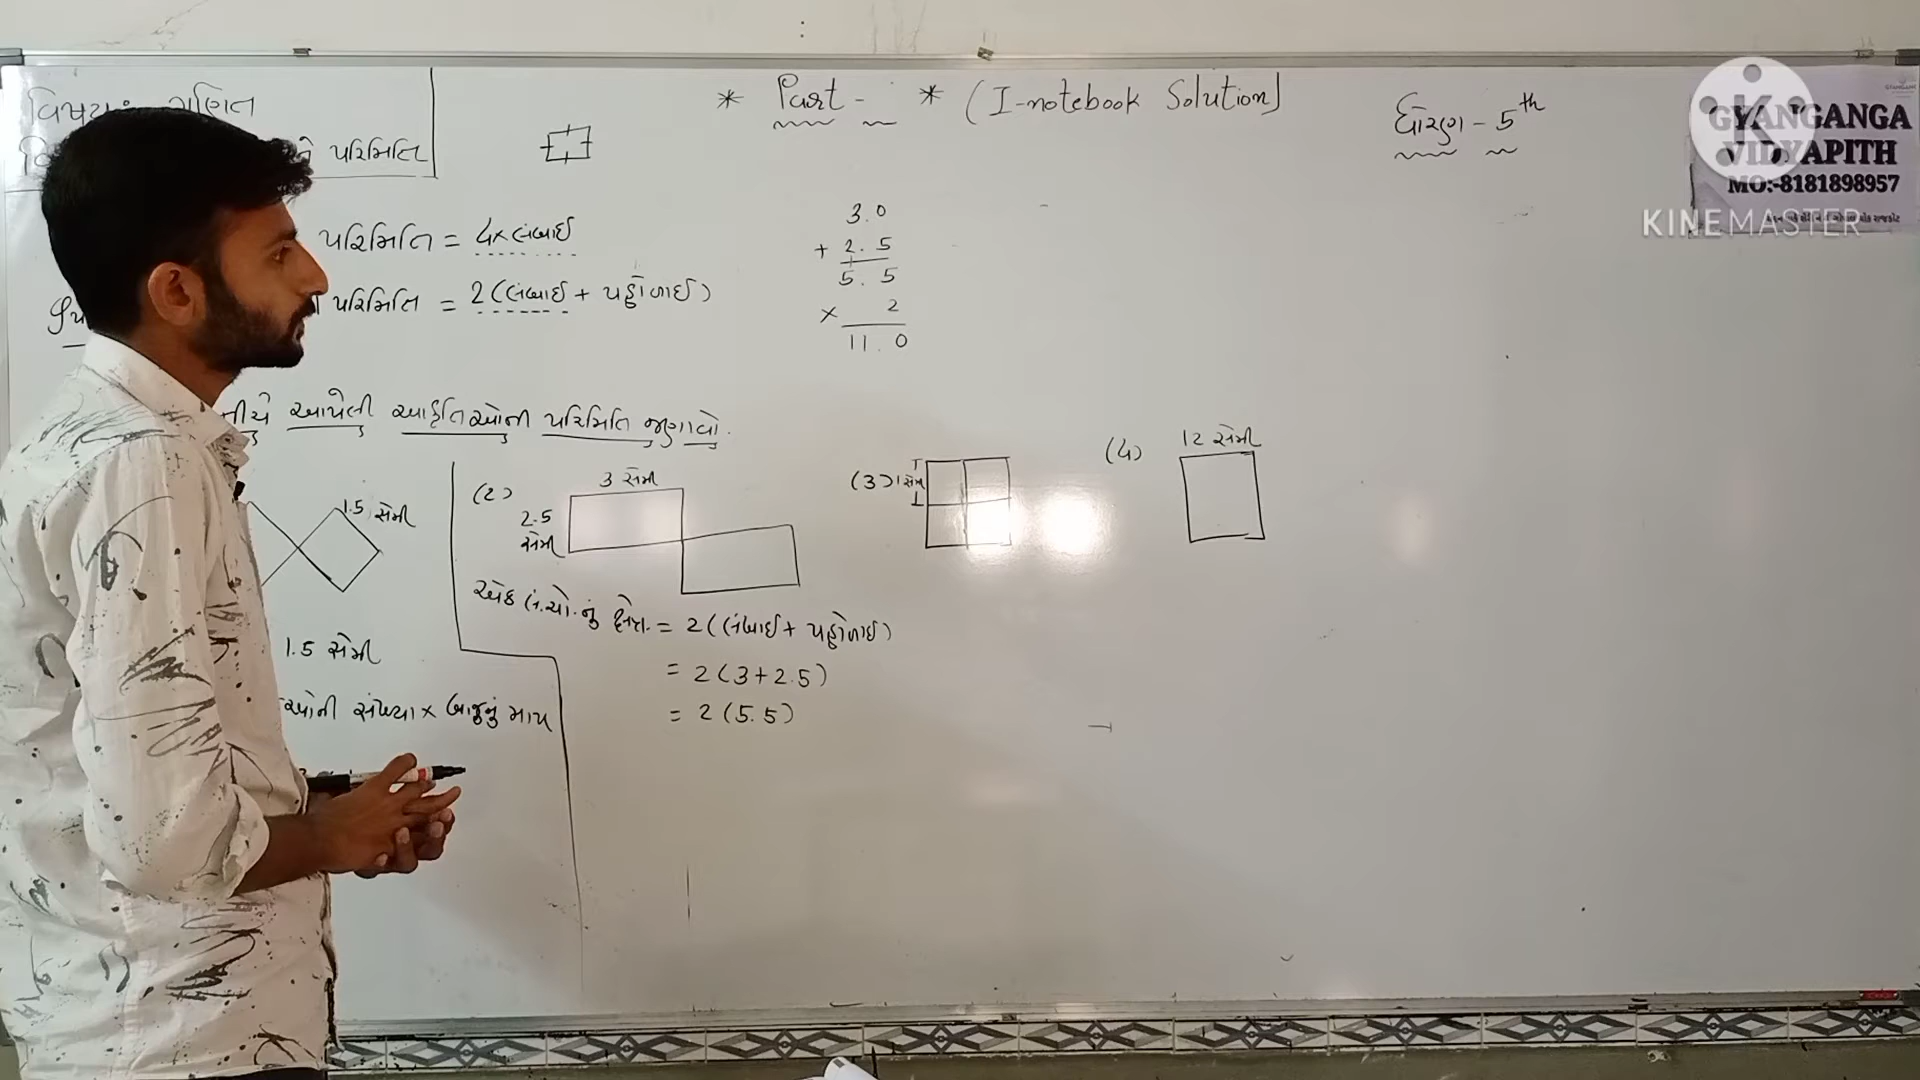 વિષય: ગણિત
પરિમિતિ
* Part - * (I-notebook Solution)
ધોરણ - 5th
GYANGANGA
VIDYAPITH
MO:-8181898957
KINEMASTER
પરિમિતિ = 4 x લંબાઈ
પરિમિતિ = 2 (લંબાઈ + પહોળાઈ)
3.0
+ 2.5
5.5
x 2
11.0
નીચે આપેલી આકૃતિઓની પરિમિતિ જણાવો.
1.5 સેમી
(2)
3 સેમી
2.5
સેમી
(3) 1 સેમી
(4)
12 સેમી
એક લં.ચો.નું ક્ષેત્ર. = 2 (લંબાઈ + પહોળાઈ)
= 2 (3+2.5)
= 2 (5.5)
1.5 સેમી
ઓની સંખ્યા x બાજુનું માપ